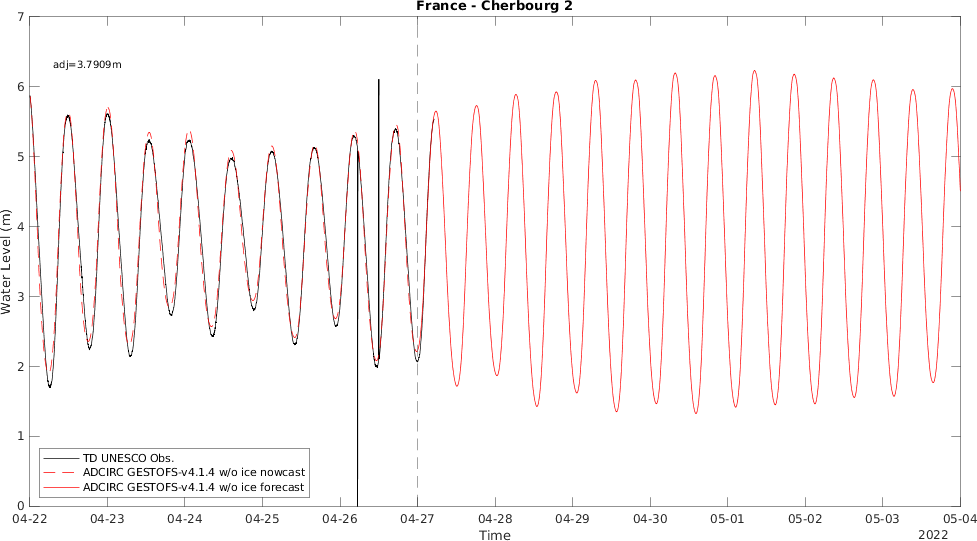 France - Cherbourg 2
adj=3.7909m
Water Level (m)
7
6
5
4
3
2
1
0
TD UNESCO Obs.
ADCIRC GESTOFS-v4.1.4 w/o ice nowcast
ADCIRC GESTOFS-v4.1.4 w/o ice forecast
04-22 04-23 04-24 04-25 04-26 04-27 04-28 04-29 04-30 05-01 05-02 05-03 05-04
Time
2022